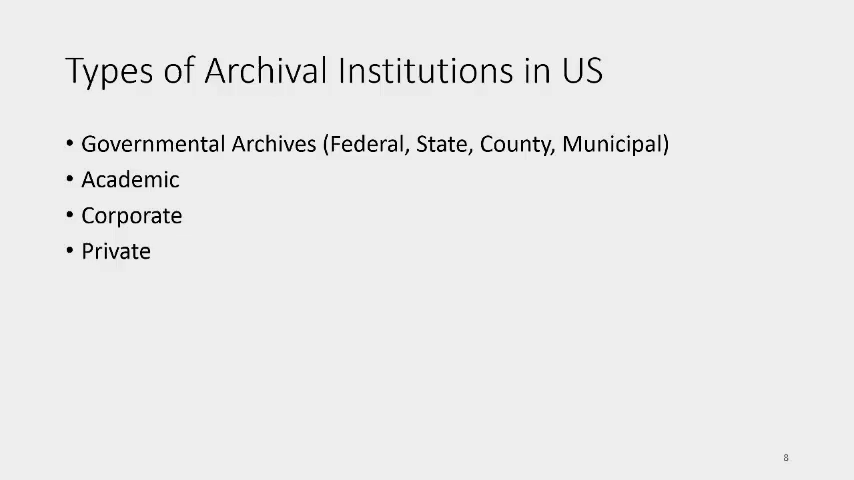 Types of Archival Institutions in US
• Governmental Archives (Federal, State, County, Municipal)
• Academic
• Corporate
• Private
8